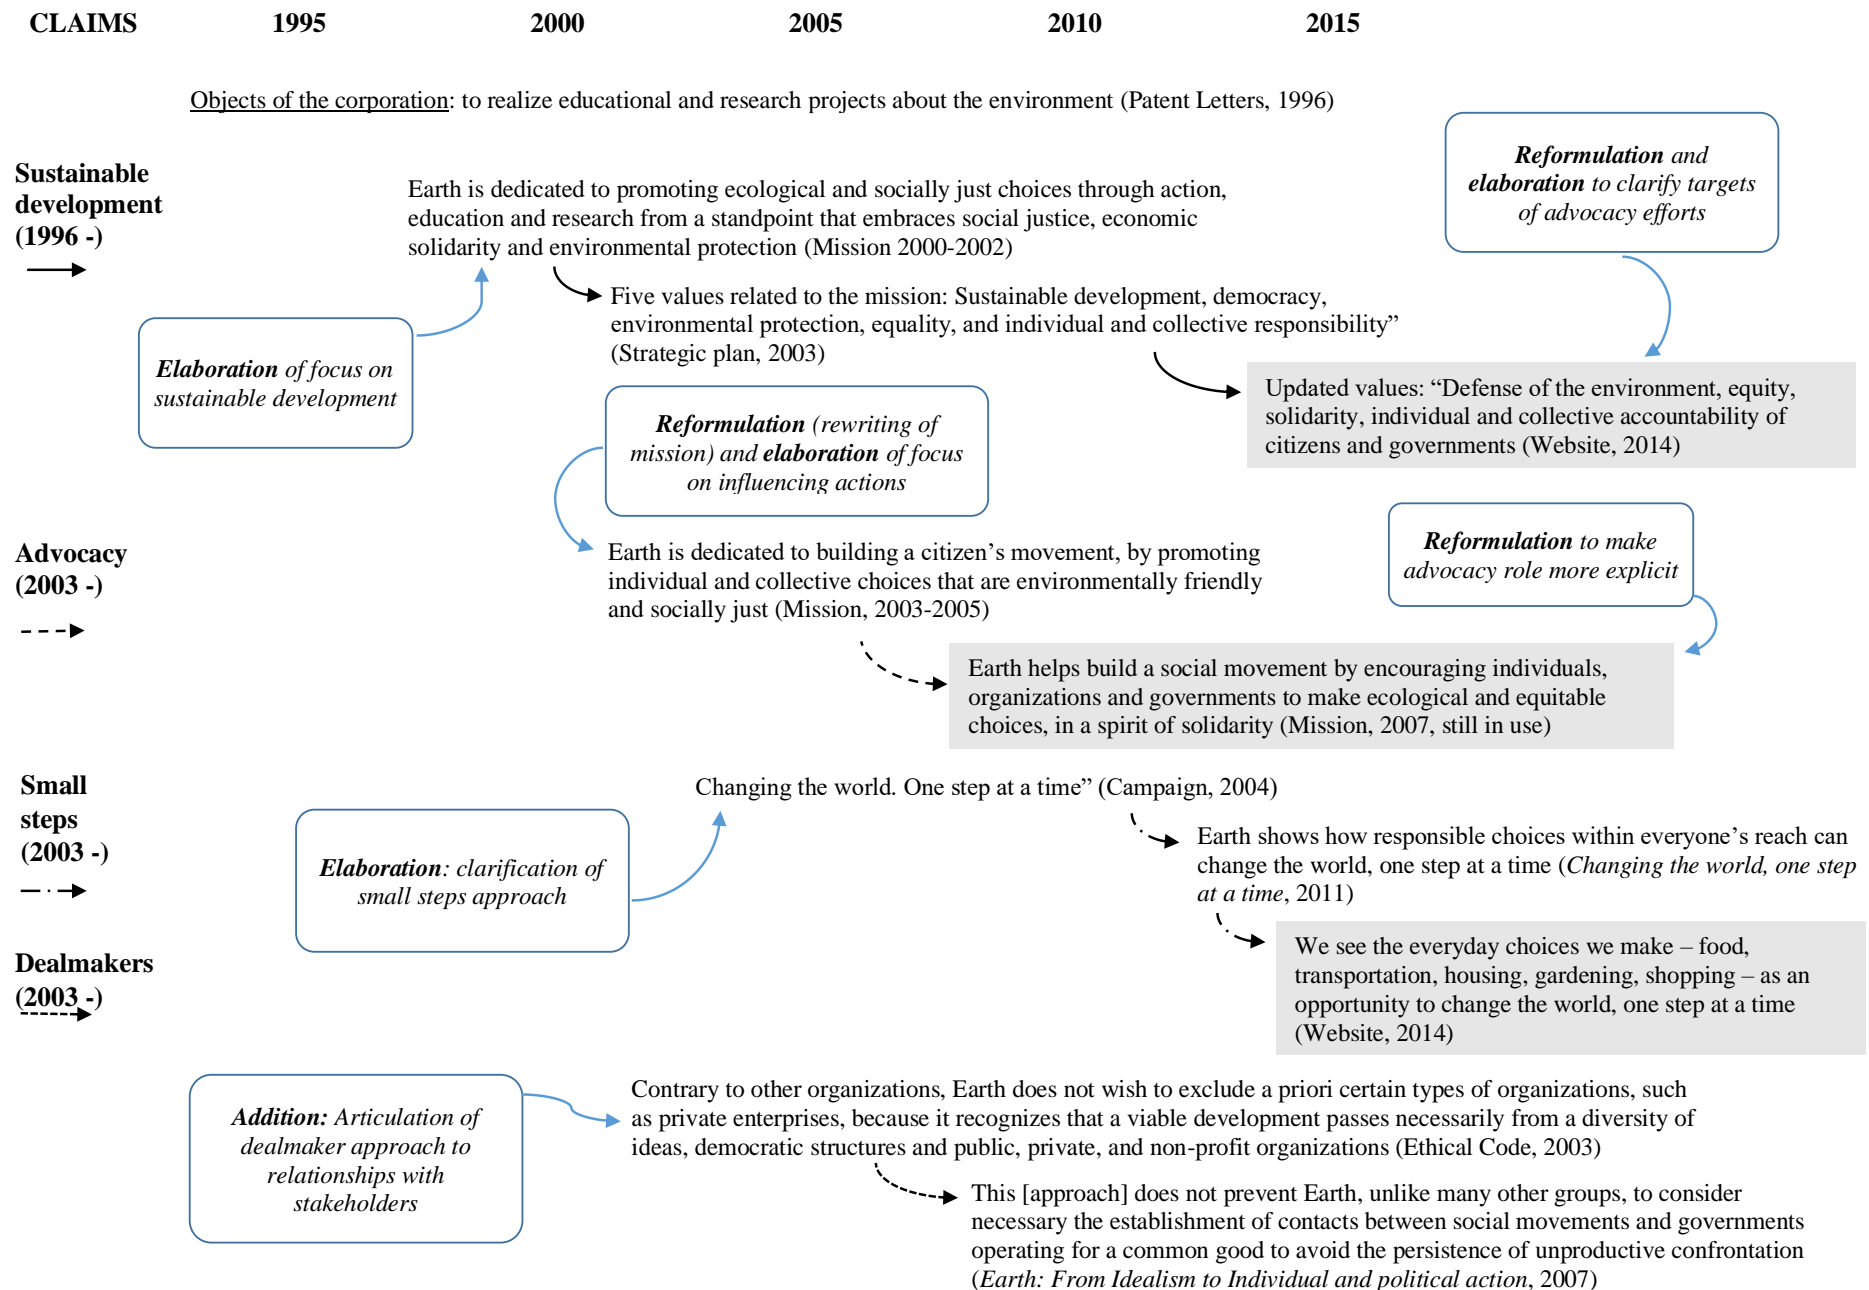 CLAIMS 1995 2000 2005 2010 2015
Objects of the corporation: to realize educational and research projects about the environment (Patent Letters, 1996)
Sustainable
development
(1996 -)
Earth is dedicated to promoting ecological and socially just choices through action,
education and research from a standpoint that embraces social justice, economic
solidarity and environmental protection (Mission 2000-2002)
Reformulation and
elaboration to clarify targets
of advocacy efforts
Five values related to the mission: Sustainable development, democracy,
environmental protection, equality, and individual and collective responsibility”
(Strategic plan, 2003)
Elaboration of focus on
sustainable development
Updated values: “Defense of the environment, equity,
solidarity, individual and collective accountability of
citizens and governments (Website, 2014)
Reformulation (rewriting of
mission) and elaboration of focus
on influencing actions
Advocacy
(2003 -)
Earth is dedicated to building a citizen’s movement, by promoting
individual and collective choices that are environmentally friendly
and socially just (Mission, 2003-2005)
Reformulation to make
advocacy role more explicit
Earth helps build a social movement by encouraging individuals,
organizations and governments to make ecological and equitable
choices, in a spirit of solidarity (Mission, 2007, still in use)
Small
steps
(2003 -)
Changing the world. One step at a time” (Campaign, 2004)
Elaboration: clarification of
small steps approach
Earth shows how responsible choices within everyone’s reach can
change the world, one step at a time (Changing the world, one step
at a time, 2011)
We see the everyday choices we make – food,
transportation, housing, gardening, shopping – as an
opportunity to change the world, one step at a time
(Website, 2014)
Dealmakers
(2003 -)
Addition: Articulation of
dealmaker approach to
relationships with
stakeholders
Contrary to other organizations, Earth does not wish to exclude a priori certain types of organizations, such
as private enterprises, because it recognizes that a viable development passes necessarily from a diversity of
ideas, democratic structures and public, private, and non-profit organizations (Ethical Code, 2003)
This [approach] does not prevent Earth, unlike many other groups, to consider
necessary the establishment of contacts between social movements and governments
operating for a common good to avoid the persistence of unproductive confrontation
(Earth: From Idealism to Individual and political action, 2007)